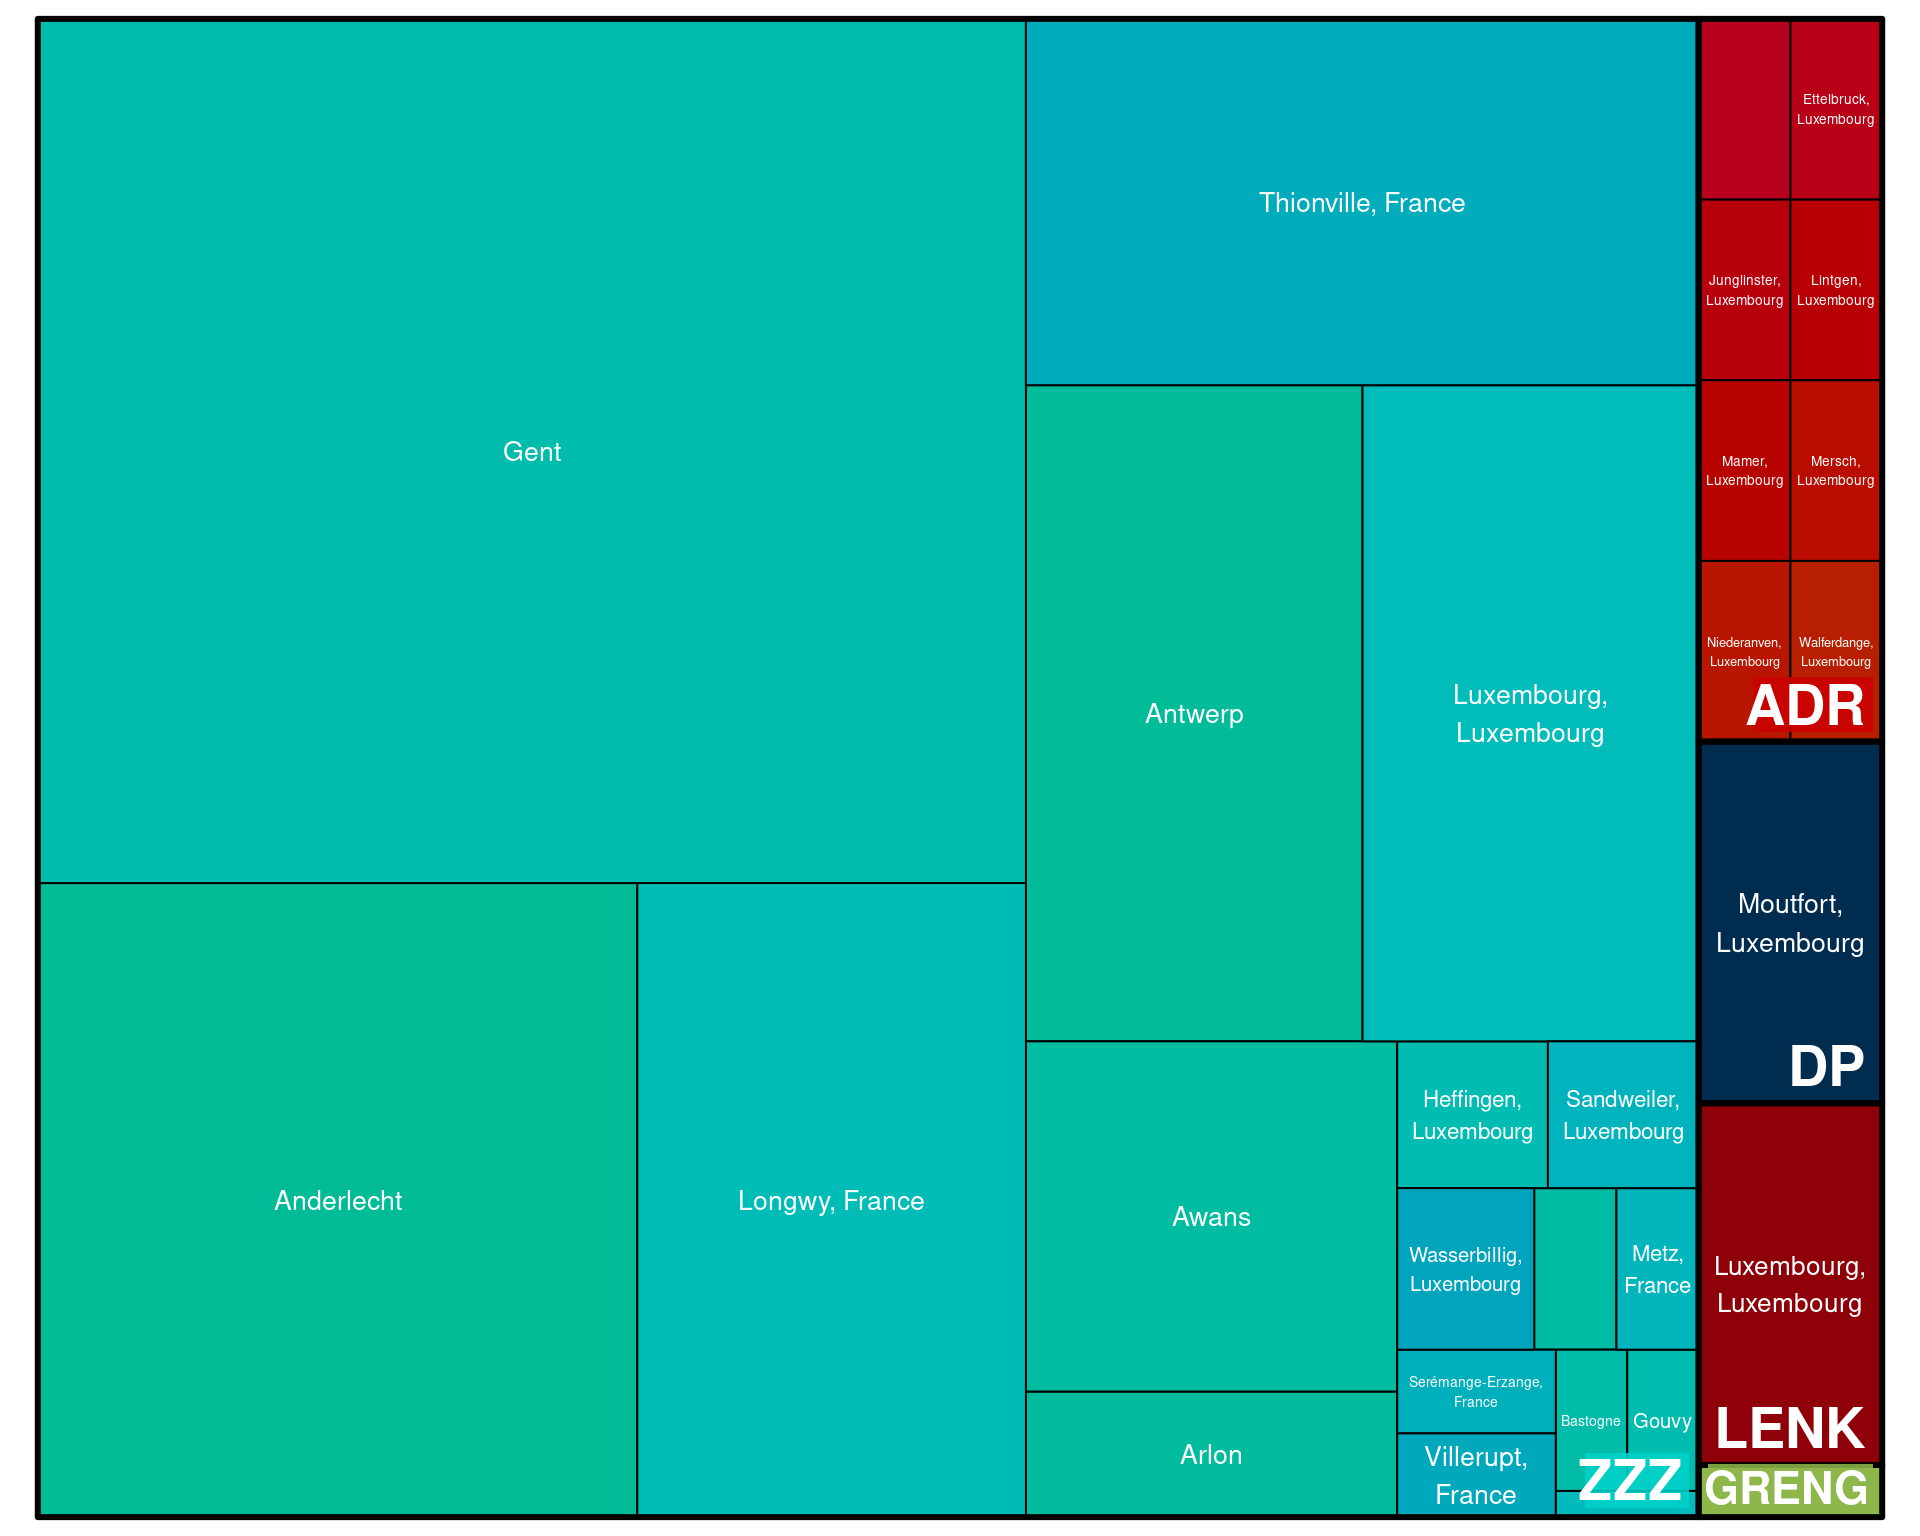 Gent
Thionville, France
Ettelbruck,
Luxembourg
Junglinster,
Luxembourg
Lintgen,
Luxembourg
Mamer,
Luxembourg
Mersch,
Luxembourg
Niederanven,
Luxembourg
Walferdange,
Luxembourg
ADR
Antwerp
Luxembourg,
Luxembourg
Moutfort,
Luxembourg
DP
Anderlecht
Longwy, France
Awans
Heffingen,
Luxembourg
Sandweiler,
Luxembourg
Wasserbillig,
Luxembourg
Metz,
France
Luxembourg,
Luxembourg
LENK
Serémange-Erzange,
France
Bastogne
Gouvy
Arlon
Villerupt,
France
ZZZ
GRENG